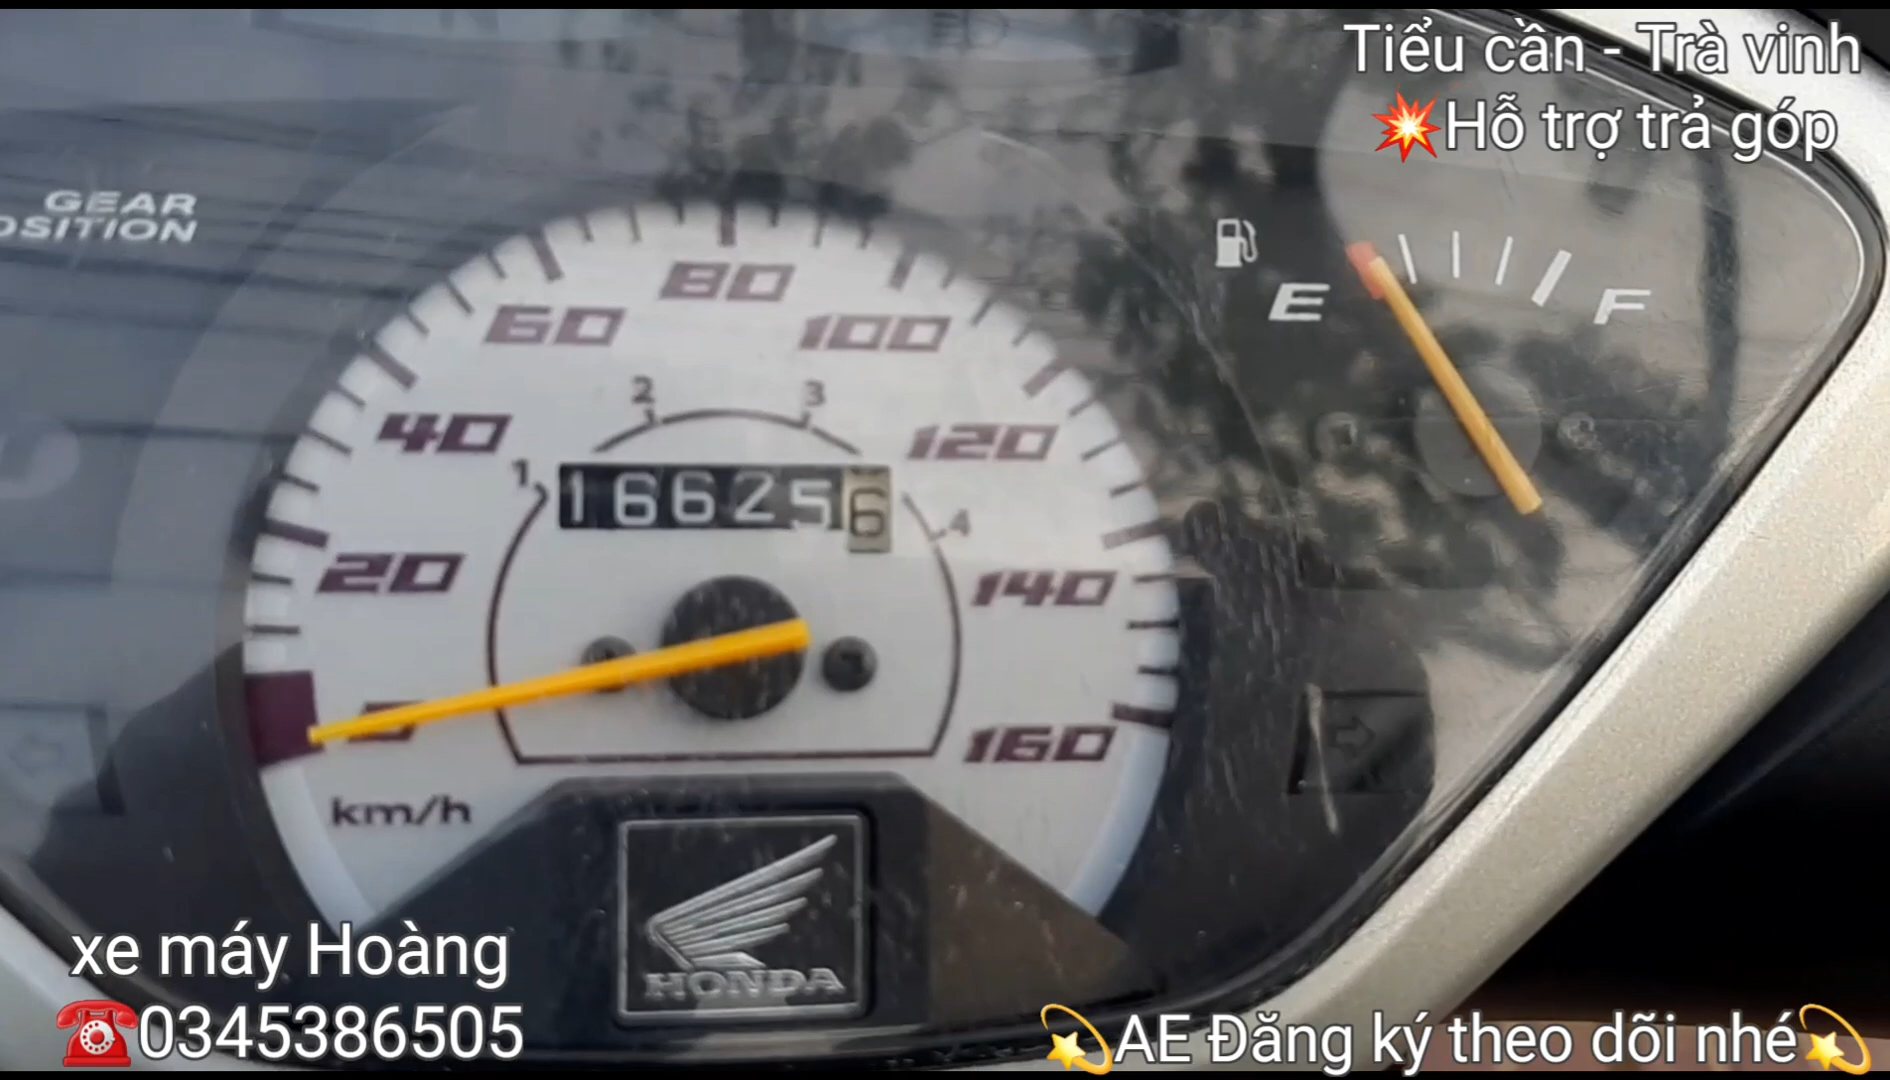 Tiểu cần - Trà vinh
💥Hỗ trợ trả góp
GEAR
OSITION
80
60
100
2
3
40
120
1
166256
4
20
140
E
F
160
km/h
HONDA
xe máy Hoàng
☎️0345386505
💫AE Đăng ký theo dõi nhé💫